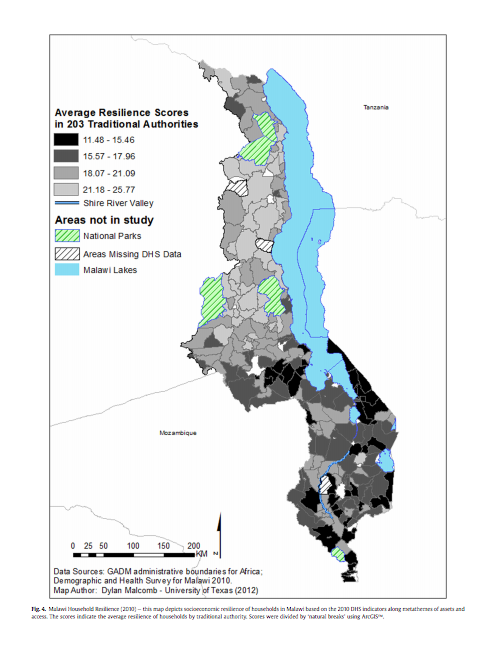 Tanzania
Average Resilience Scores
in 203 Traditional Authorities
11.48 - 15.46
15.57 - 17.96
18.07 - 21.09
21.18 - 25.77
Shire River Valley
Areas not in study
National Parks
Areas Missing DHS Data
Malawi Lakes
Mozambique
0 25 50 100 150 200
KM
N
Data Sources: GADM administrative boundaries for Africa;
Demographic and Health Survey for Malawi 2010.
Map Author: Dylan Malcomb - University of Texas (2012)
Fig. 4. Malawi Household Resilience (2010) – this map depicts socioeconomic resilience of households in Malawi based on the 2010 DHS indicators along metathemes of assets and
access. The scores indicate the average resilience of households by traditional authority. Scores were divided by 'natural breaks' using ArcGIS™.